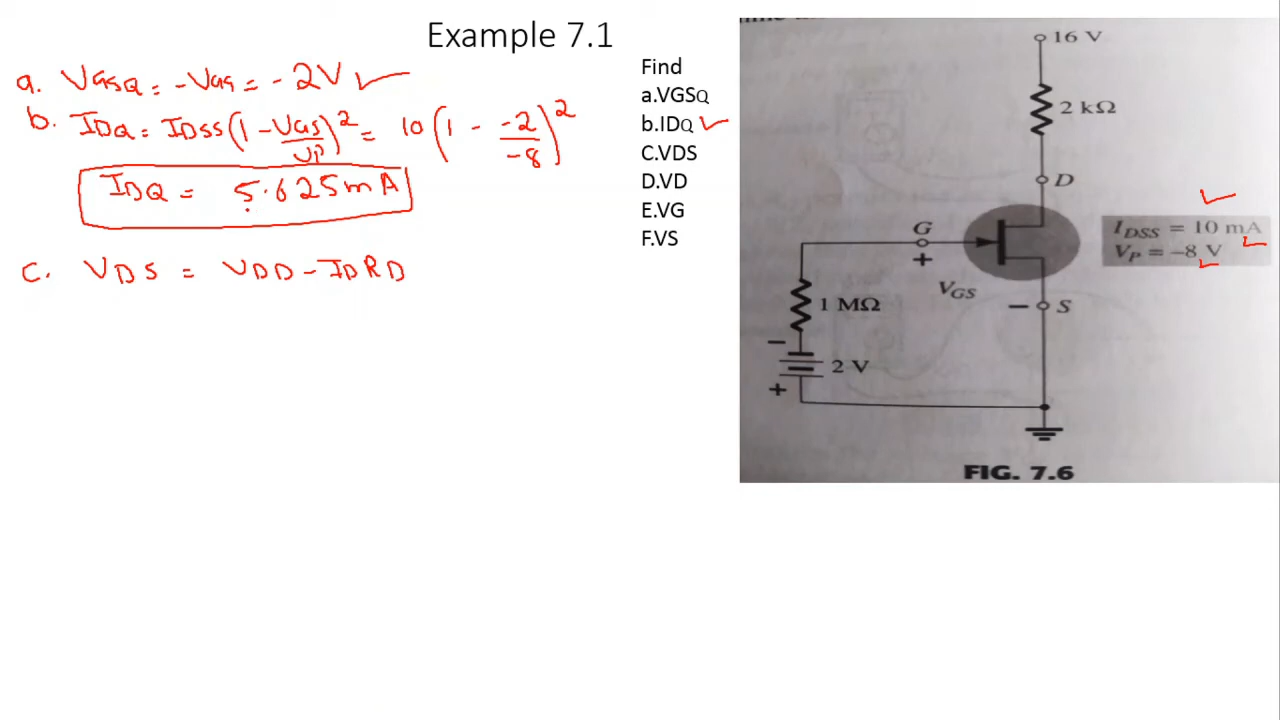 Example 7.1
a. VGSQ = -VGG = -2V ✓
b. IDQ = IDSS(1 - VGS/VP)² = 10(1 - -2/-8)²
IDQ = 5.625mA
C. VDS = VDD - IDRD
Find
a.VGSQ
b.IDQ ✓
C.VDS
D.VD
E.VG
F.VS
16 V
2 kΩ
D
G
+
VGS
IDSS = 10 mA
VP = -8 V
1 MΩ
− S
−
2 V
+
FIG. 7.6